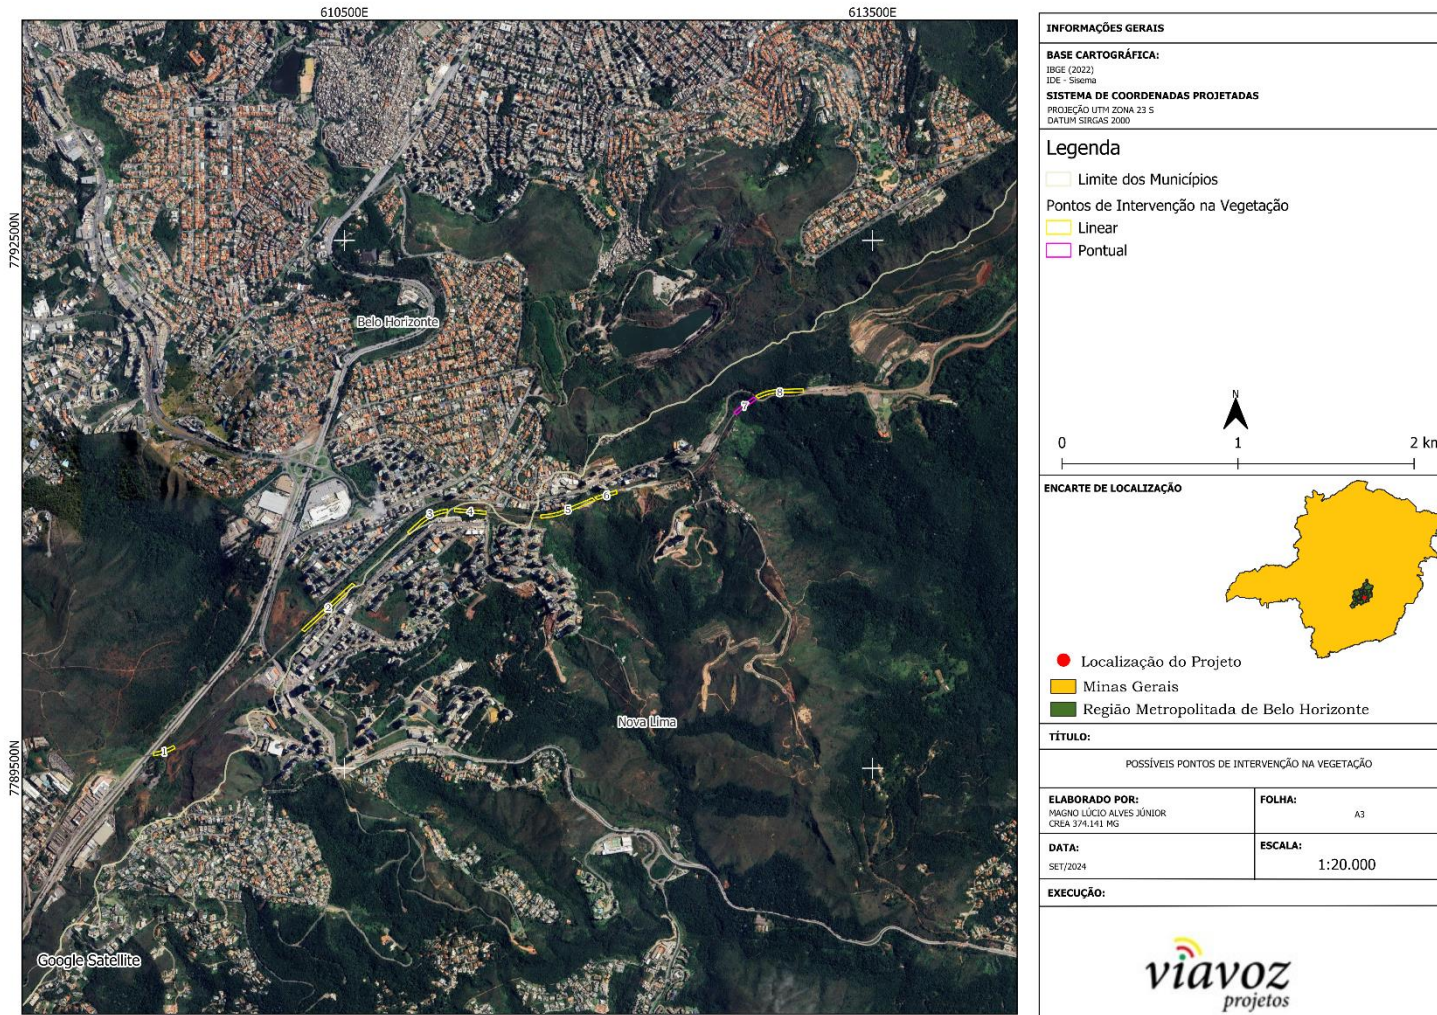 610500E
613500E
7792500N
7789500N
Belo Horizonte
7
8
6
5
3
4
2
1
Nova Lima
Google Satellite
INFORMAÇÕES GERAIS
BASE CARTOGRÁFICA:
IBGE (2022)
IDE - Sisema
SISTEMA DE COORDENADAS PROJETADAS
PROJEÇÃO UTM ZONA 23 S
DATUM SIRGAS 2000
Legenda
Limite dos Municípios
Pontos de Intervenção na Vegetação
Linear
Pontual
N
0 1 2 km
ENCARTE DE LOCALIZAÇÃO
Localização do Projeto
Minas Gerais
Região Metropolitada de Belo Horizonte
TÍTULO:
POSSÍVEIS PONTOS DE INTERVENÇÃO NA VEGETAÇÃO
ELABORADO POR:
MAGNO LÚCIO ALVES JÚNIOR
CREA 374.141 MG
FOLHA:
A3
DATA:
SET/2024
ESCALA:
1:20.000
EXECUÇÃO:
viavoz
projetos